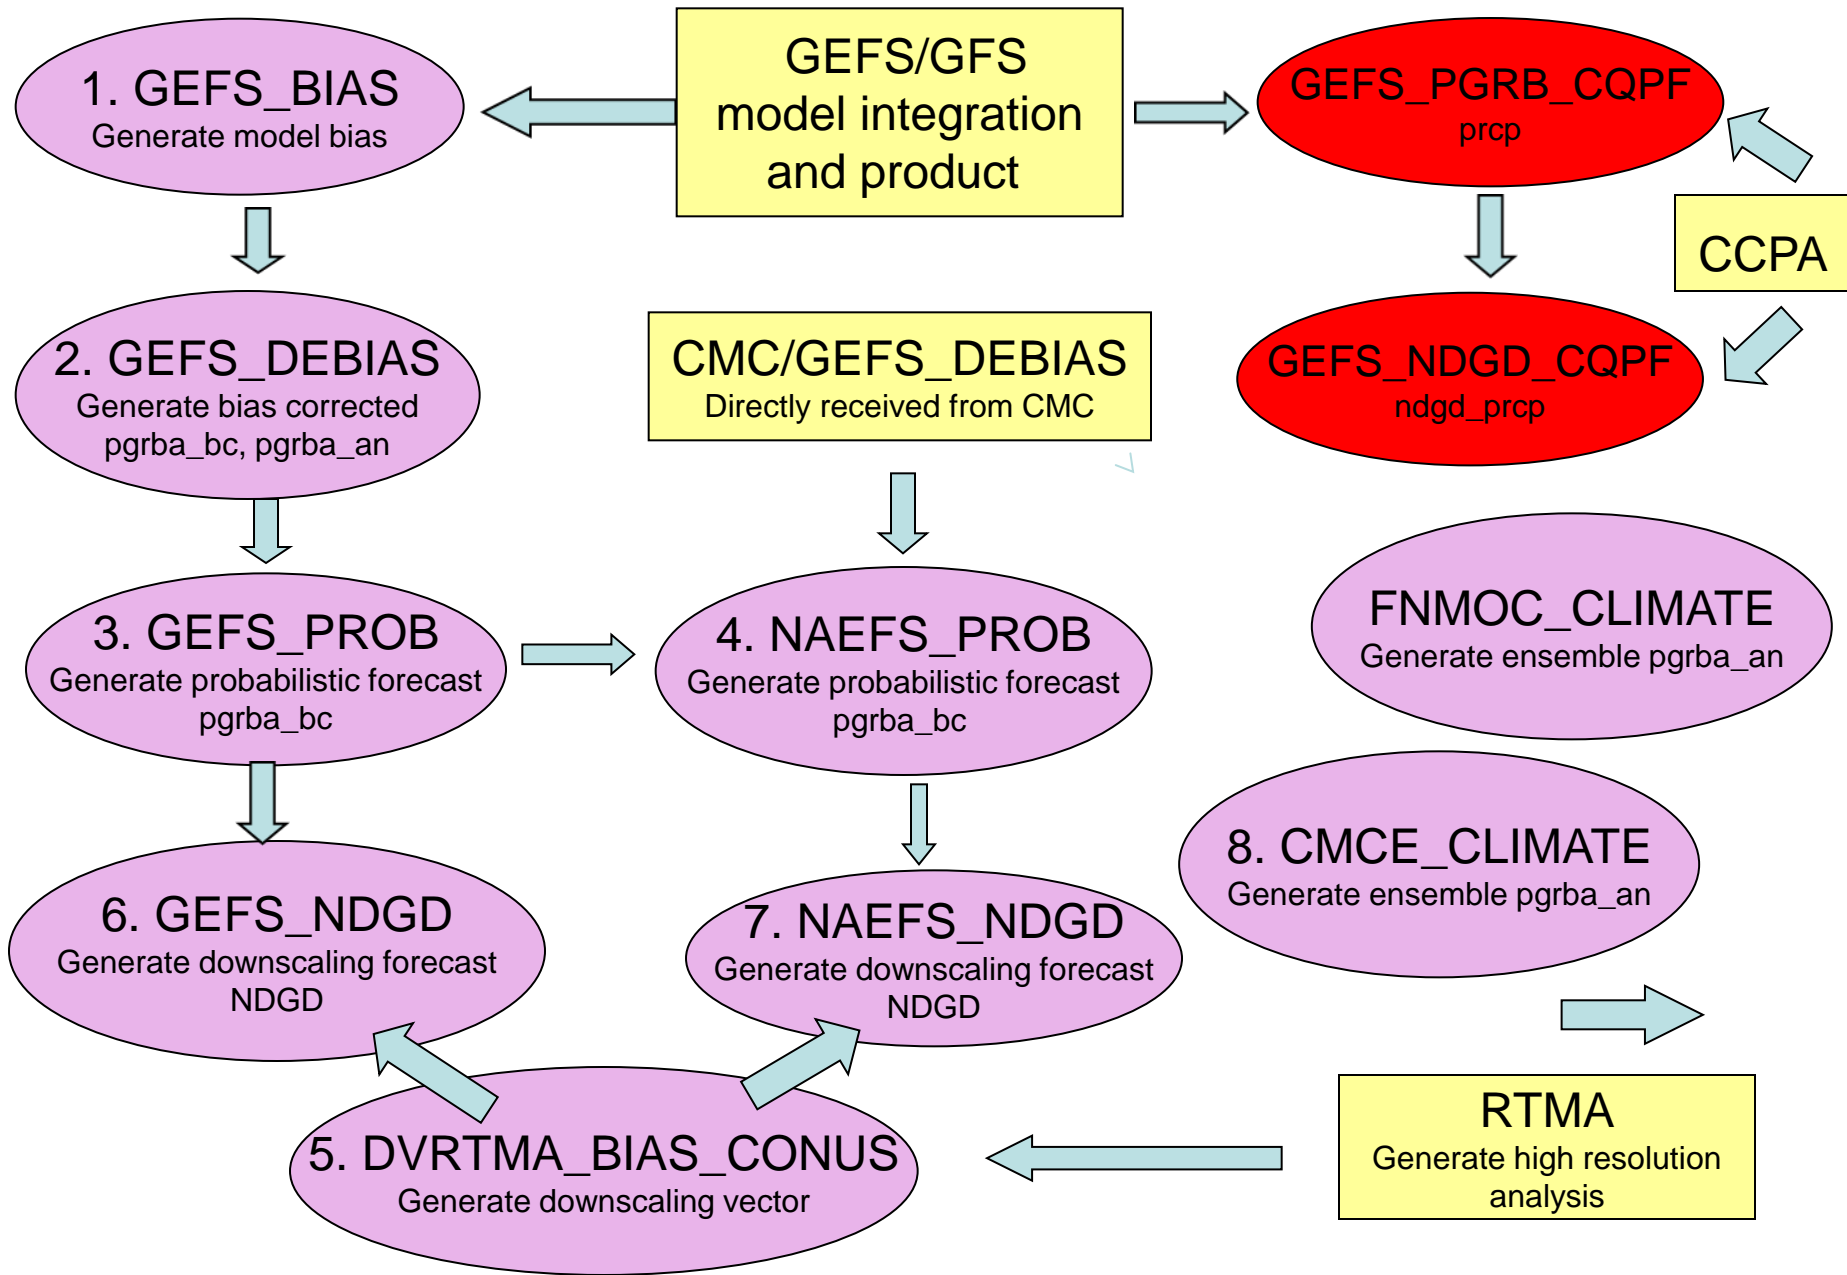 1. GEFS_BIAS
Generate model bias
GEFS/GFS
model integration
and product
GEFS_PGRB_CQPF
prcp
CCPA
2. GEFS_DEBIAS
Generate bias corrected
pgrba_bc, pgrba_an
CMC/GEFS_DEBIAS
Directly received from CMC
GEFS_NDGD_CQPF
ndgd_prcp
3. GEFS_PROB
Generate probabilistic forecast
pgrba_bc
4. NAEFS_PROB
Generate probabilistic forecast
pgrba_bc
FNMOC_CLIMATE
Generate ensemble pgrba_an
8. CMCE_CLIMATE
Generate ensemble pgrba_an
6. GEFS_NDGD
Generate downscaling forecast
NDGD
7. NAEFS_NDGD
Generate downscaling forecast
NDGD
5. DVRTMA_BIAS_CONUS
Generate downscaling vector
RTMA
Generate high resolution
analysis